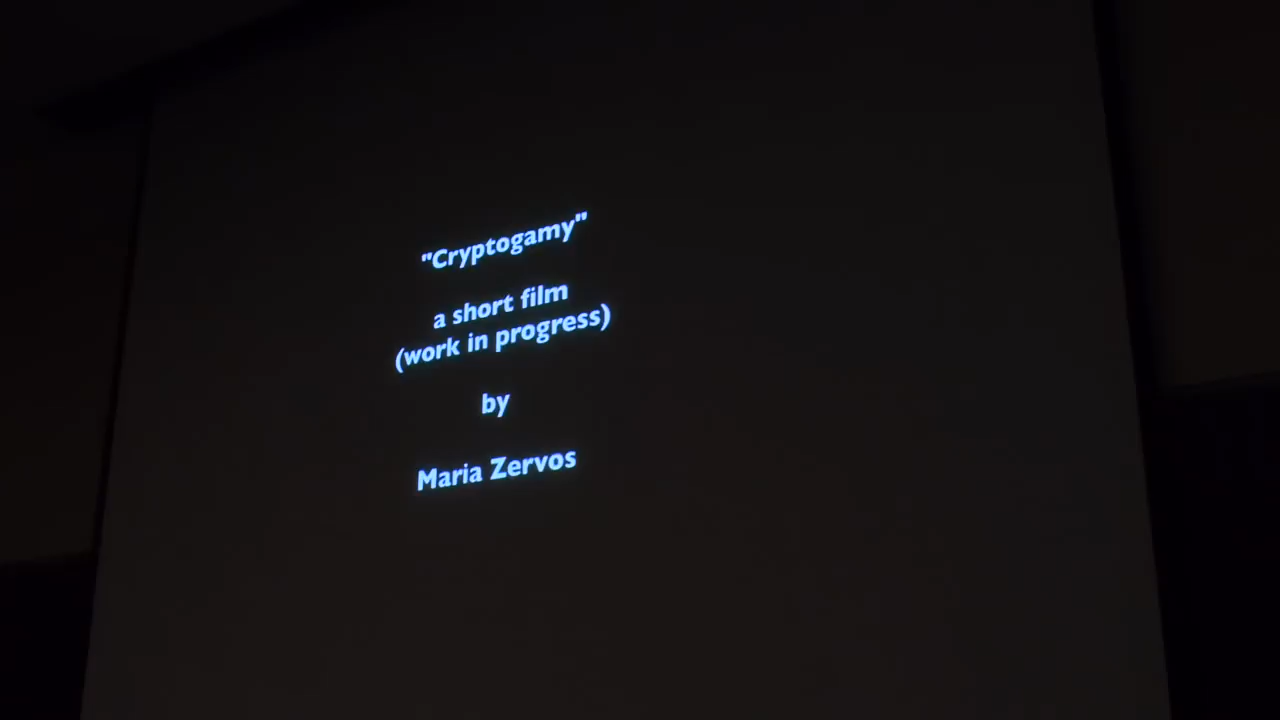 "Cryptogamy"
a short film
(work in progress)
by
Maria Zervos